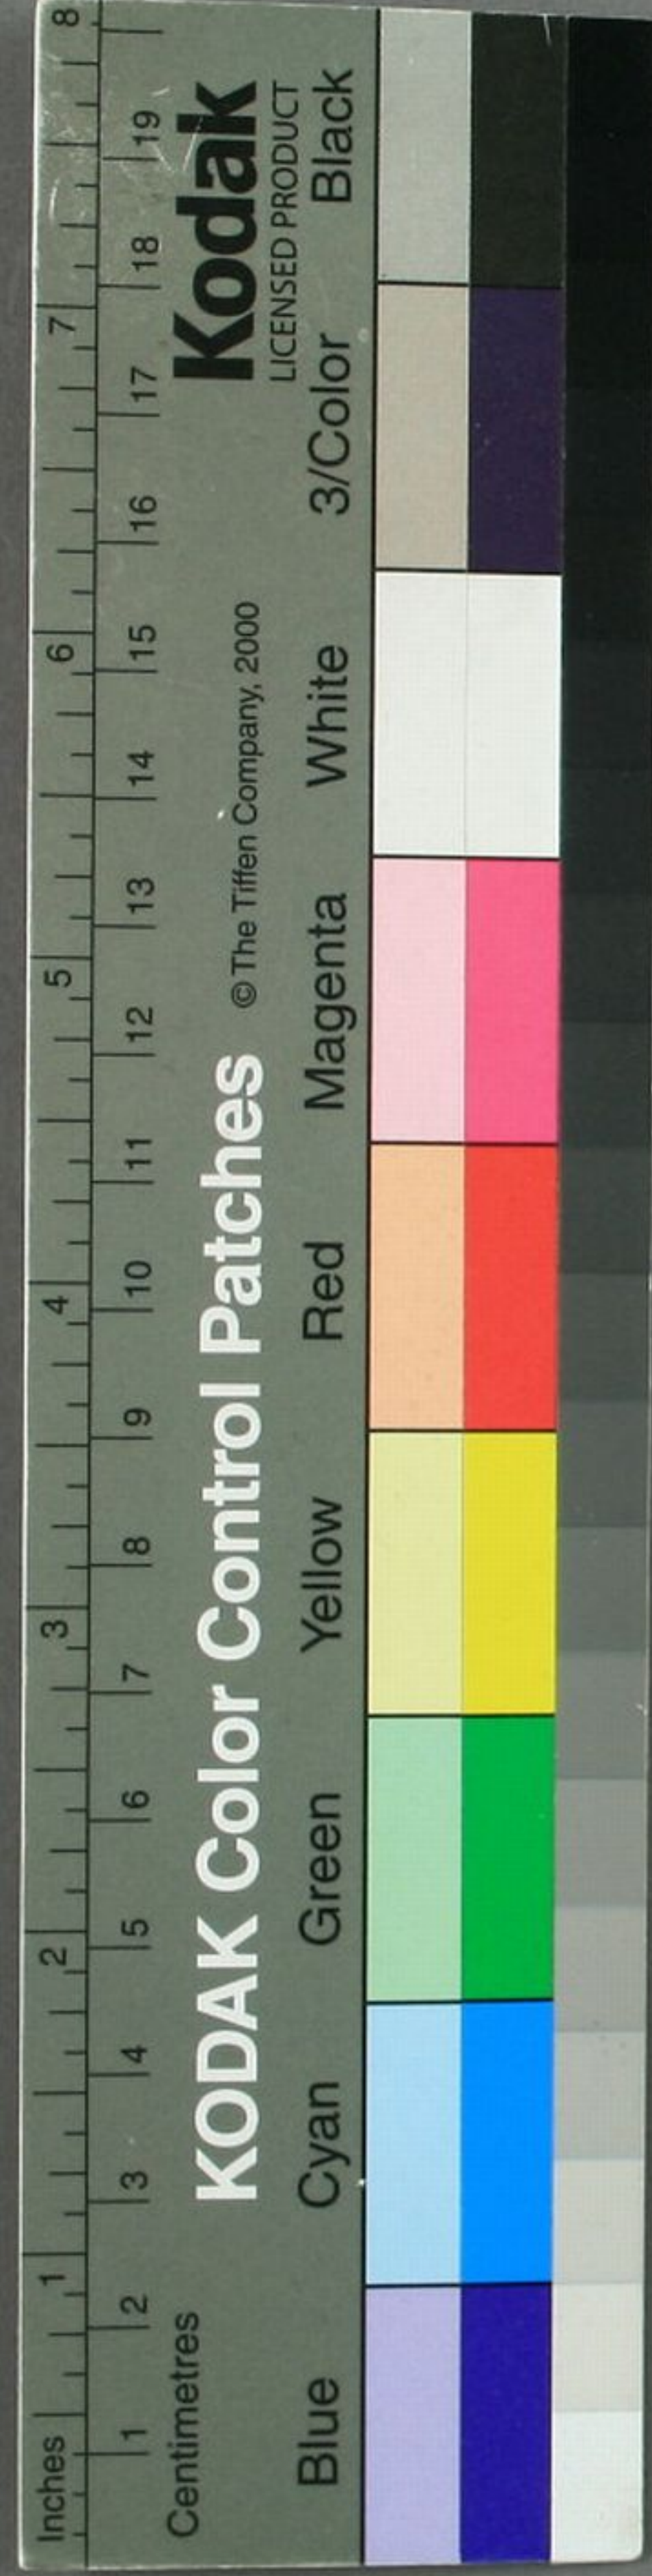 Inches 1 2 3 4 5 6 7 8
1 2 3 4 5 6 7 8 9 10 11 12 13 14 15 16 17 18 19
Centimetres
KODAK Color Control Patches © The Tiffen Company, 2000 Kodak
LICENSED PRODUCT
Blue Cyan Green Yellow Red Magenta White 3/Color Black